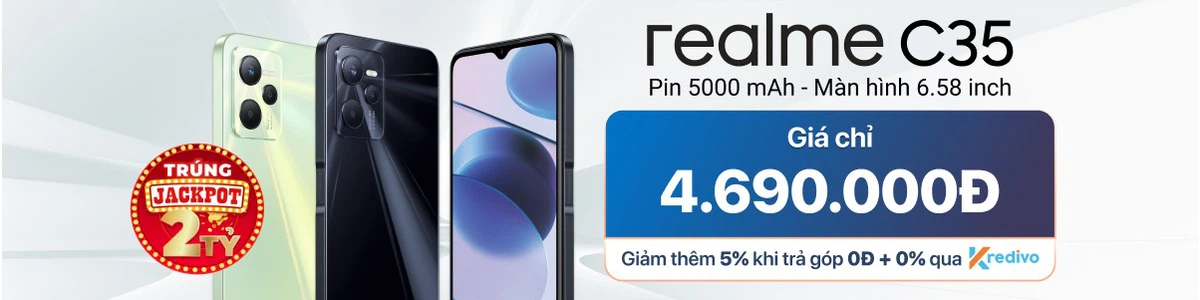 realme C35
Pin 5000 mAh - Màn hình 6.58 inch
Giá chỉ
4.690.000Đ
Giảm thêm 5% khi trả góp 0Đ + 0% qua Kredivo
TRÚNG
JACKPOT
2 TỶ